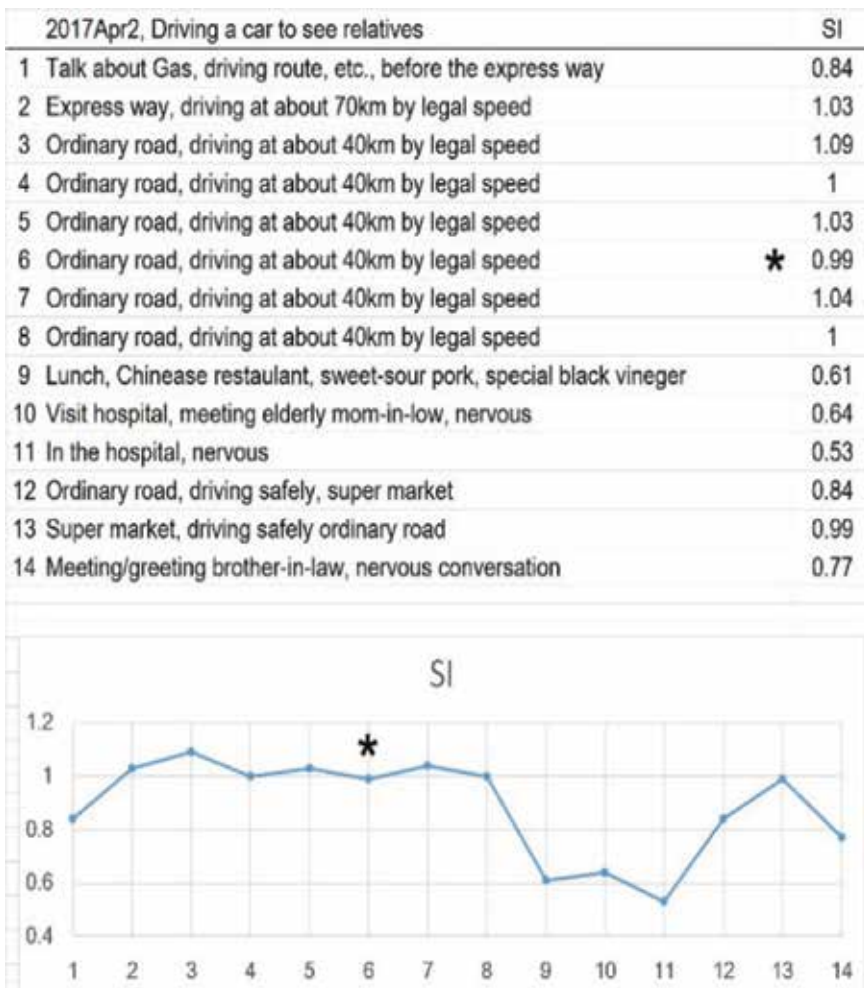 2017Apr2, Driving a car to see relatives SI
1 Talk about Gas, driving route, etc., before the express way 0.84
2 Express way, driving at about 70km by legal speed 1.03
3 Ordinary road, driving at about 40km by legal speed 1.09
4 Ordinary road, driving at about 40km by legal speed 1
5 Ordinary road, driving at about 40km by legal speed 1.03
6 Ordinary road, driving at about 40km by legal speed * 0.99
7 Ordinary road, driving at about 40km by legal speed 1.04
8 Ordinary road, driving at about 40km by legal speed 1
9 Lunch, Chinease restaulant, sweet-sour pork, special black vineger 0.61
10 Visit hospital, meeting elderly mom-in-low, nervous 0.64
11 In the hospital, nervous 0.53
12 Ordinary road, driving safely, super market 0.84
13 Super market, driving safely ordinary road 0.99
14 Meeting/greeting brother-in-law, nervous conversation 0.77
SI
1.2
*
1
0.8
0.6
0.4
1 2 3 4 5 6 7 8 9 10 11 12 13 14